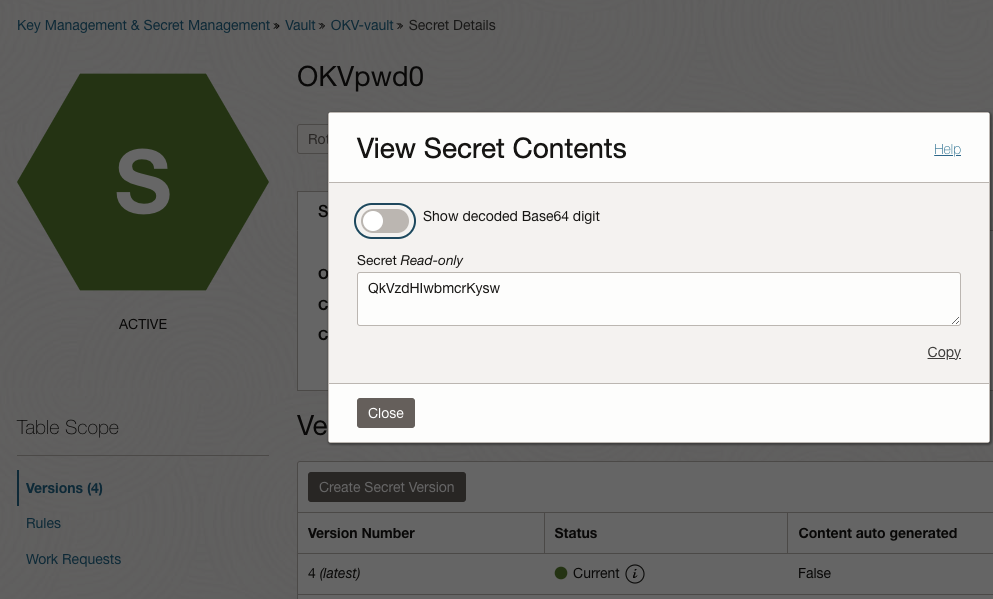 Key Management & Secret Management » Vault » OKV-vault » Secret Details
OKVpwd0
S
ACTIVE
View Secret Contents
Help
Show decoded Base64 digit
Secret Read-only
QkVzdHIwbmcrKysw
Copy
Close
Table Scope
Versions (4)
Rules
Work Requests
Create Secret Version
Version Number Status Content auto generated
4 (latest) Current i False